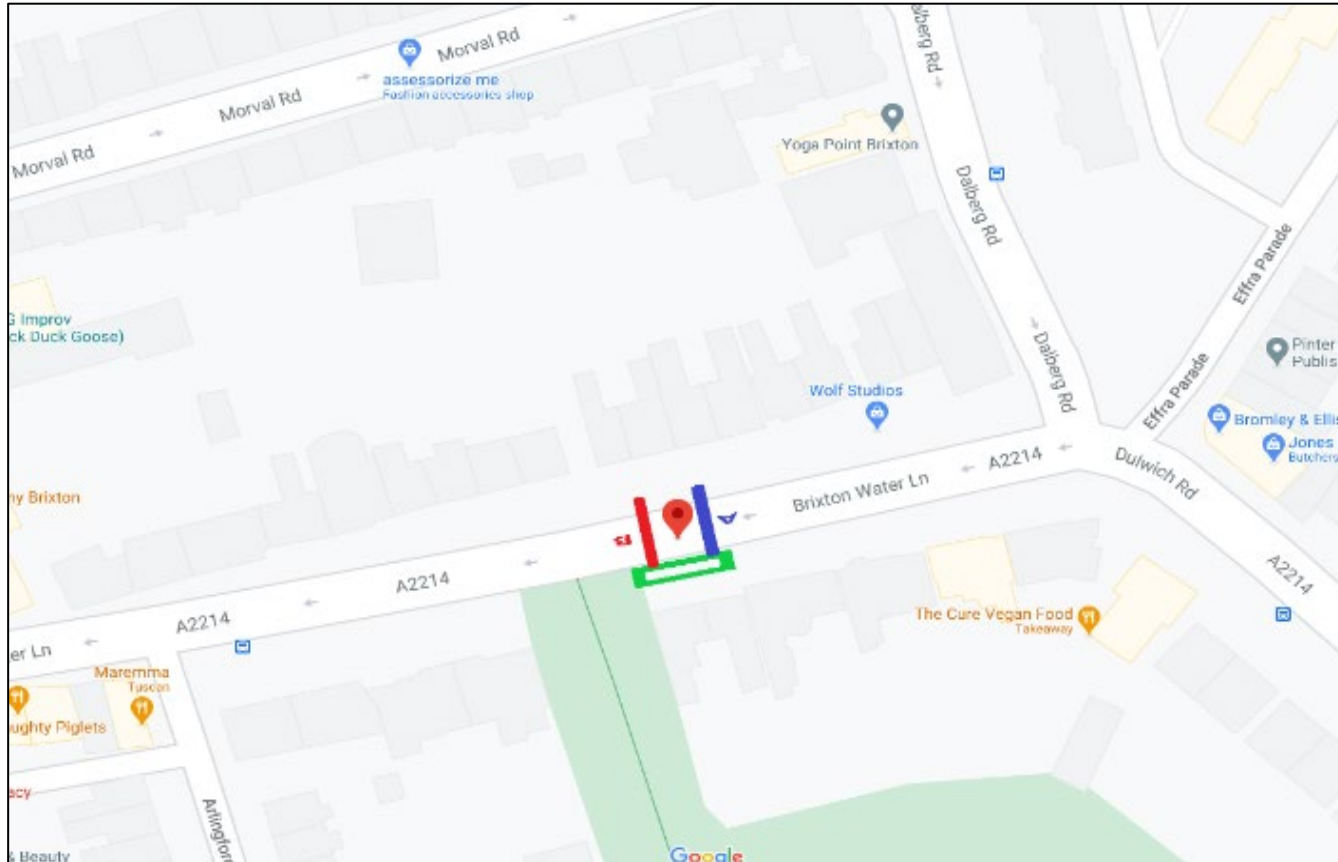 Morval Rd
Morval Rd
Morval Rd
assessorize me
Fashion accessories shop
Dalberg Rd
Yoga Point Brixton
Dalberg Rd
Effra Parade
G Improv
ck Duck Goose)
Dalberg Rd
Pinter
Publis
Effra Parade
Wolf Studios
Bromley & Ellis
Jones
Butchers
A2214
Dulwich Rd
ny Brixton
Brixton Water Ln
A2214
A2214
A2214
The Cure Vegan Food
Takeaway
er Ln
Maremma
Tuscan
ughty Piglets
acy
Arlingford
& Beauty
Google